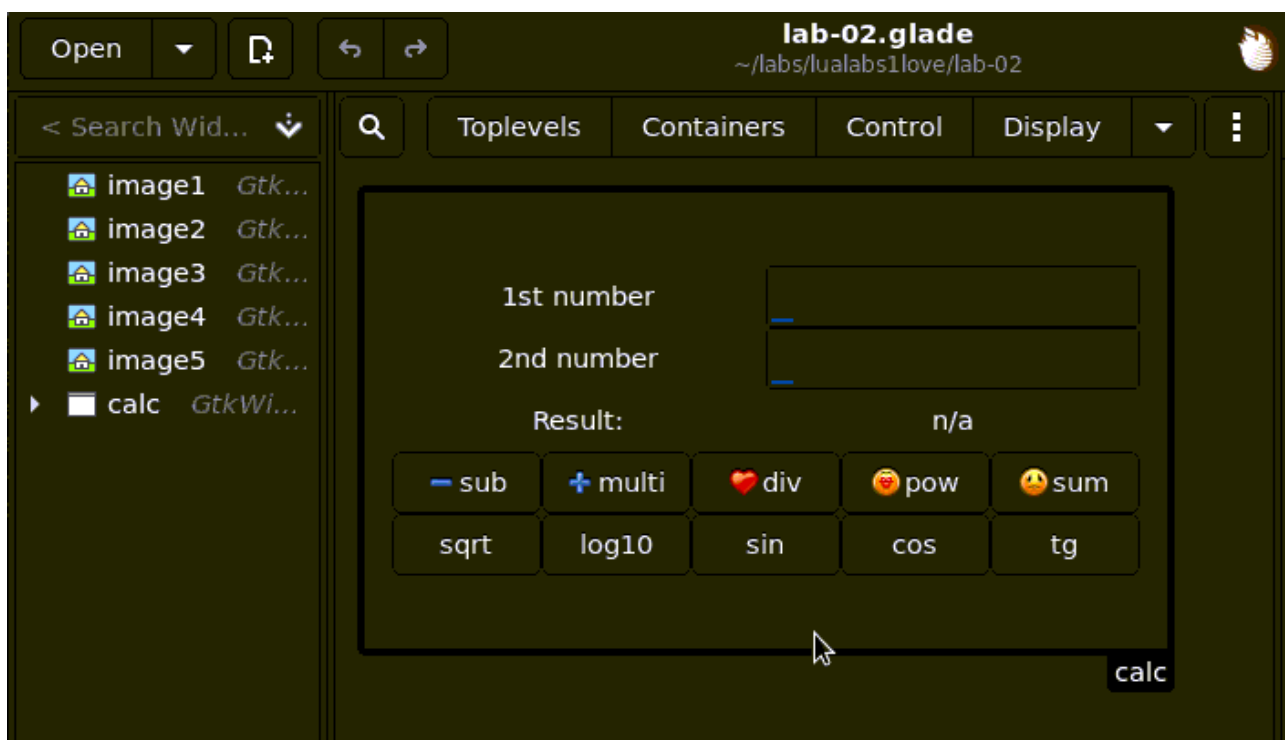 Open
lab-02.glade
~/labs/lualabs1love/lab-02
< Search Wid...
Toplevels Containers Control Display
image1 Gtk...
image2 Gtk...
image3 Gtk...
image4 Gtk...
image5 Gtk...
calc GtkWi...
1st number
2nd number
Result: n/a
sub multi div pow sum
sqrt log10 sin cos tg
calc